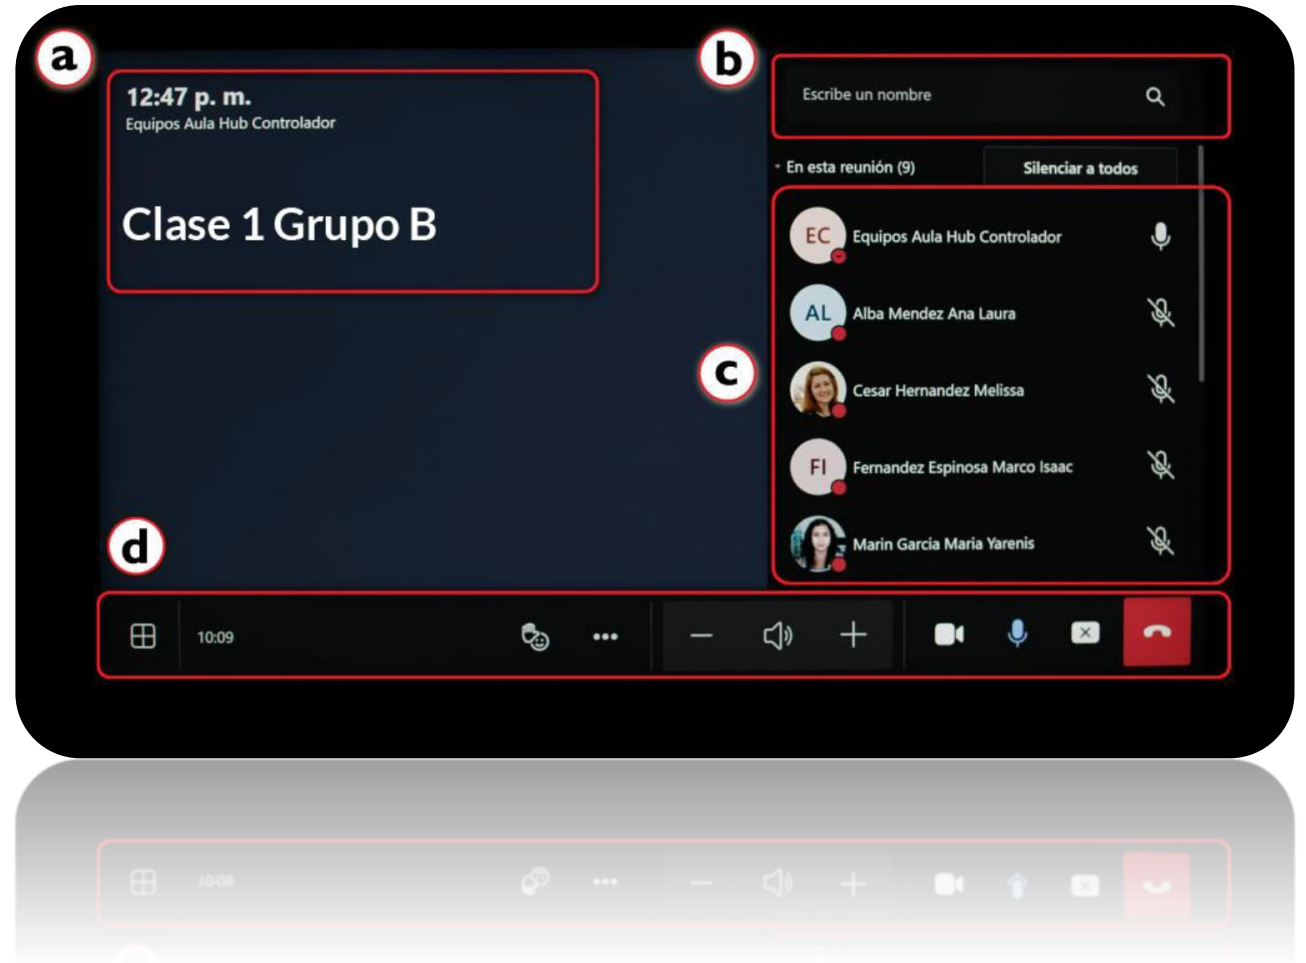 a
12:47 p. m.
Equipos Aula Hub Controlador
Clase 1 Grupo B
b
Escribe un nombre
En esta reunión (9)
Silenciar a todos
c
EC Equipos Aula Hub Controlador
AL Alba Mendez Ana Laura
Cesar Hernandez Melissa
FI Fernandez Espinosa Marco Isaac
Marin Garcia Maria Yarenis
d
10:09